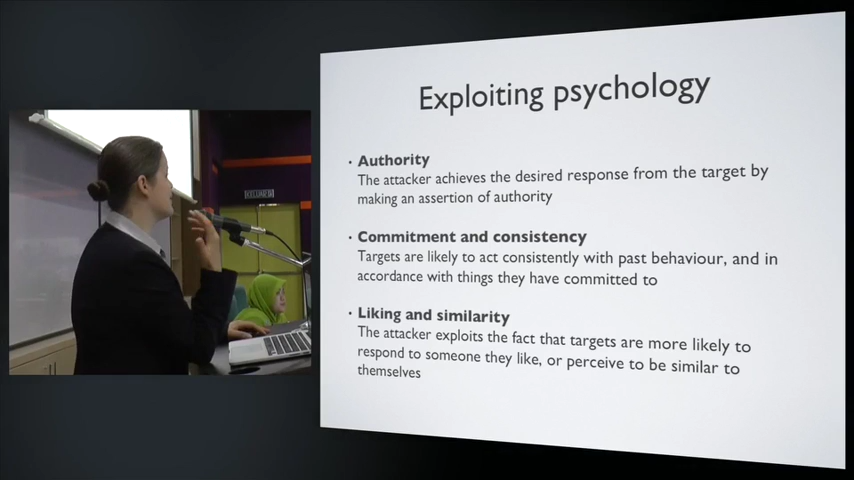 Exploiting psychology
• Authority
The attacker achieves the desired response from the target by
making an assertion of authority
• Commitment and consistency
Targets are likely to act consistently with past behaviour, and in
accordance with things they have committed to
• Liking and similarity
The attacker exploits the fact that targets are more likely to
respond to someone they like, or perceive to be similar to
themselves